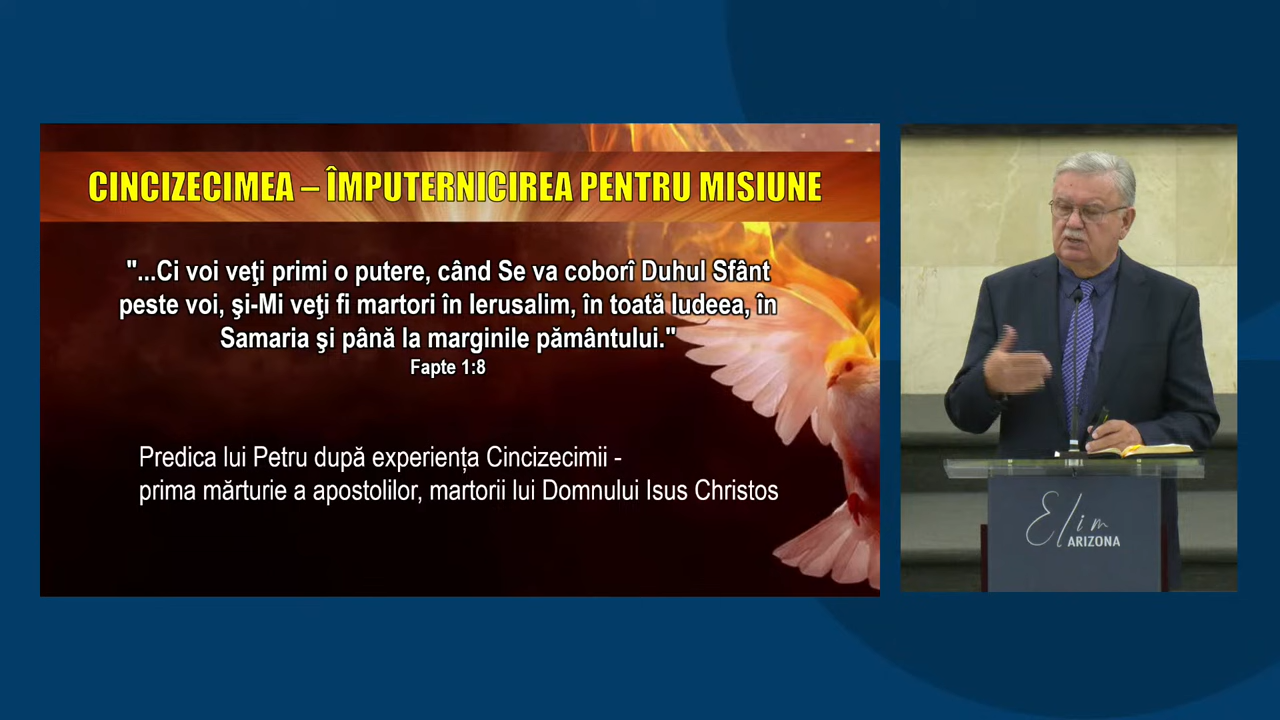 CINCIZECIMEA – ÎMPUTERNICIREA PENTRU MISIUNE
"...Ci voi veţi primi o putere, când Se va coborî Duhul Sfânt
peste voi, şi-Mi veţi fi martori în Ierusalim, în toată Iudeea, în
Samaria şi până la marginile pământului."
Fapte 1:8
Predica lui Petru după experiența Cincizecimii -
prima mărturie a apostolilor, martorii lui Domnului Isus Christos
Elim
ARIZONA